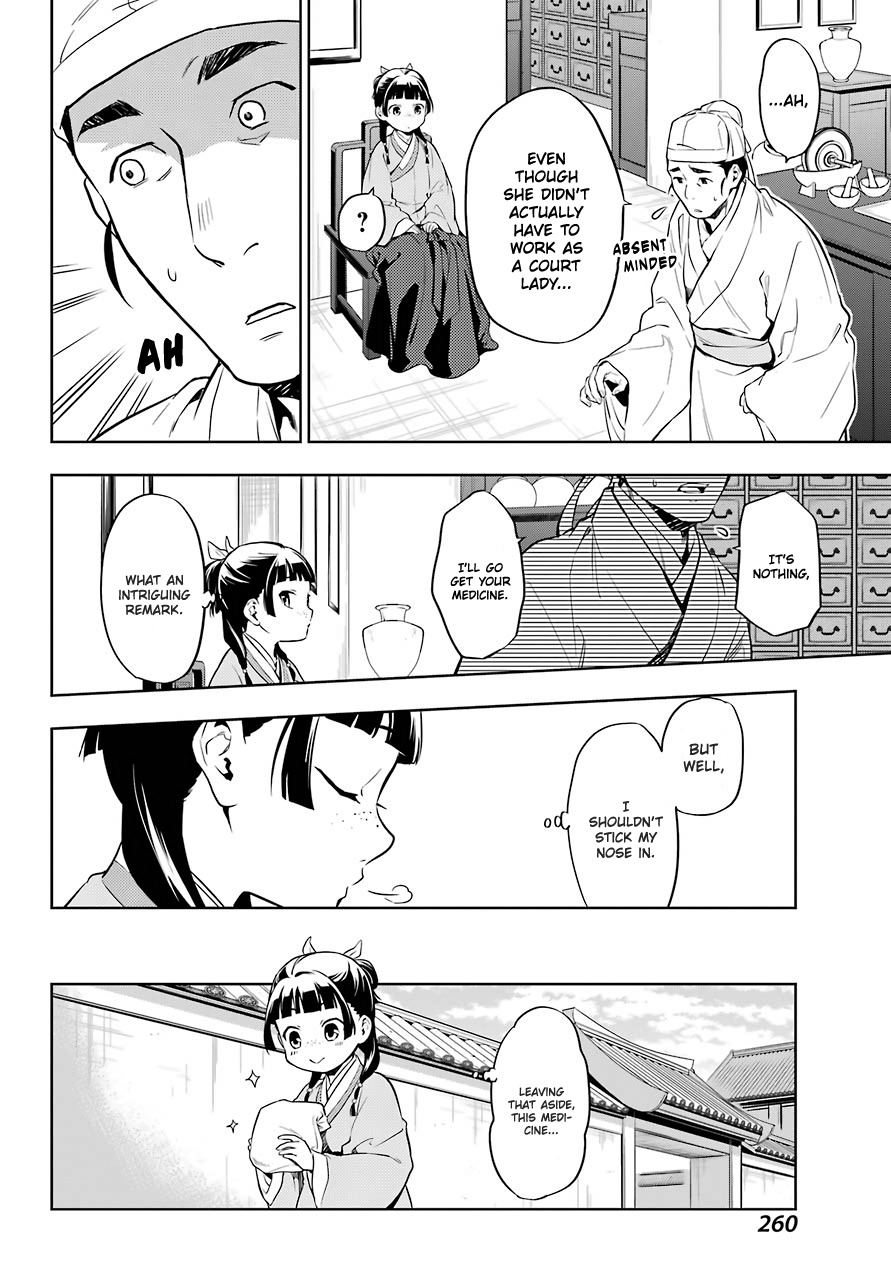 ...AH,
EVEN
THOUGH
SHE DIDN'T
ACTUALLY
HAVE TO
WORK AS
A COURT
LADY...
ABSENT
MINDED
?
AH
IT'S
NOTHING,
I'LL GO
GET YOUR
MEDICINE.
WHAT AN
INTRIGUING
REMARK.
BUT
WELL,
I
SHOULDN'T
STICK MY
NOSE IN.
LEAVING
THAT ASIDE,
THIS MEDI-
CINE...
260